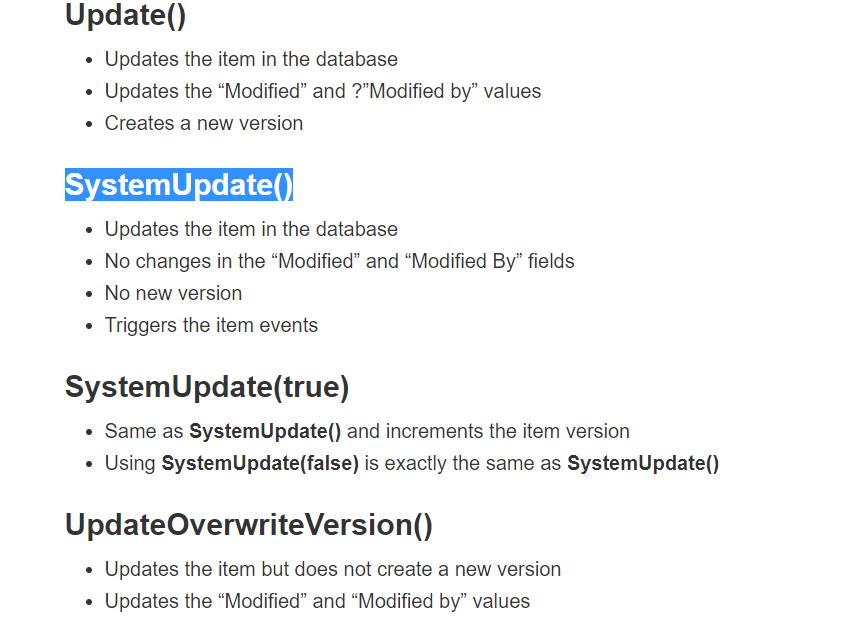 Update()
• Updates the item in the database
• Updates the “Modified” and ?”Modified by” values
• Creates a new version
SystemUpdate()
• Updates the item in the database
• No changes in the “Modified” and “Modified By” fields
• No new version
• Triggers the item events
SystemUpdate(true)
• Same as SystemUpdate() and increments the item version
• Using SystemUpdate(false) is exactly the same as SystemUpdate()
UpdateOverwriteVersion()
• Updates the item but does not create a new version
• Updates the “Modified” and “Modified by” values